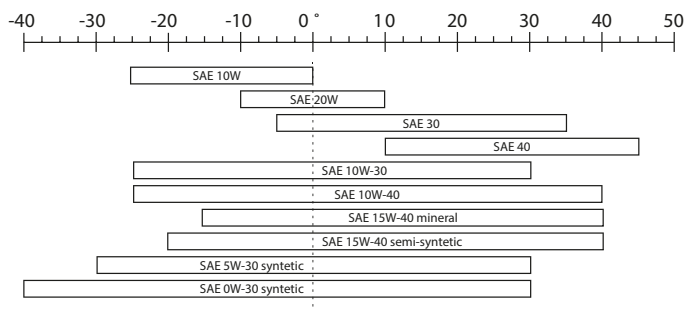 -40 -30 -20 -10 0 ° 10 20 30 40 50
SAE 10W
SAE 20W
SAE 30
SAE 40
SAE 10W-30
SAE 10W-40
SAE 15W-40 mineral
SAE 15W-40 semi-syntetic
SAE 5W-30 syntetic
SAE 0W-30 syntetic